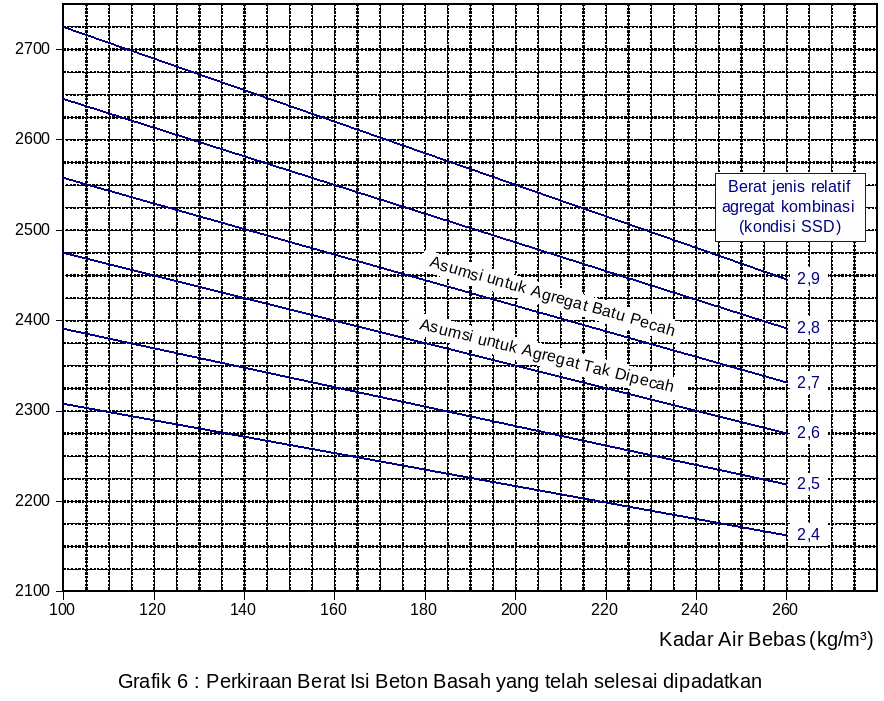 2700
2600
2500
2400
2300
2200
2100
100 120 140 160 180 200 220 240 260
Berat jenis relatif
agregat kombinasi
(kondisi SSD)
2,9
2,8
2,7
2,6
2,5
2,4
Asumsi untuk Agregat Batu Pecah
Asumsi untuk Agregat Tak Dipecah
Kadar Air Bebas (kg/m³)
Grafik 6 : Perkiraan Berat Isi Beton Basah yang telah selesai dipadatkan